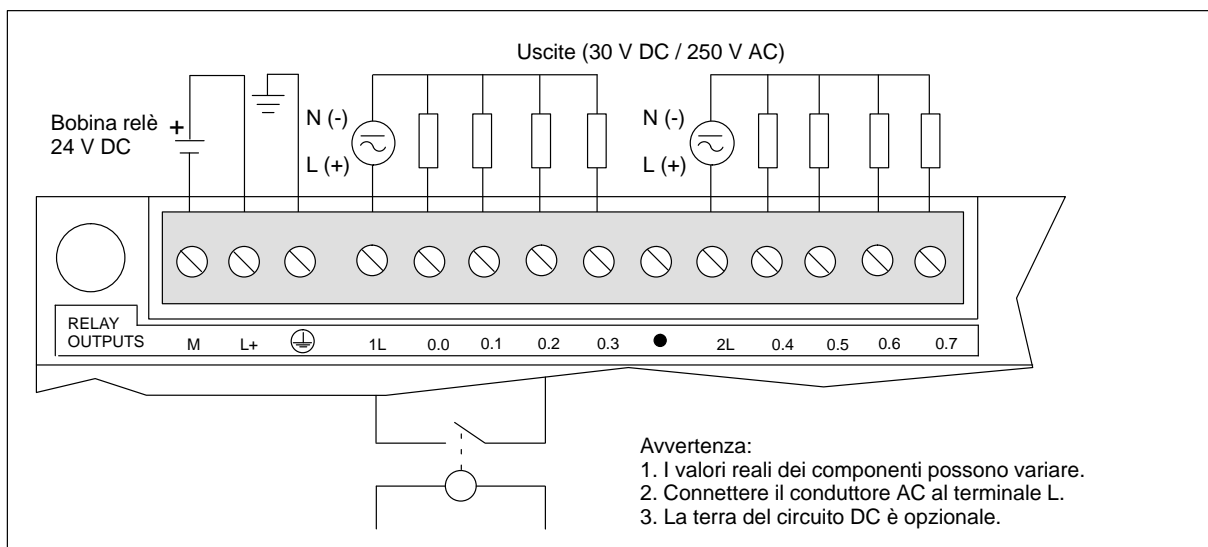 Uscite (30 V DC / 250 V AC)
Bobina relè
24 V DC
+
N (-)
L (+)
N (-)
L (+)
RELAY
OUTPUTS
M L+ 1L 0.0 0.1 0.2 0.3 2L 0.4 0.5 0.6 0.7
Avvertenza:
1. I valori reali dei componenti possono variare.
2. Connettere il conduttore AC al terminale L.
3. La terra del circuito DC è opzionale.